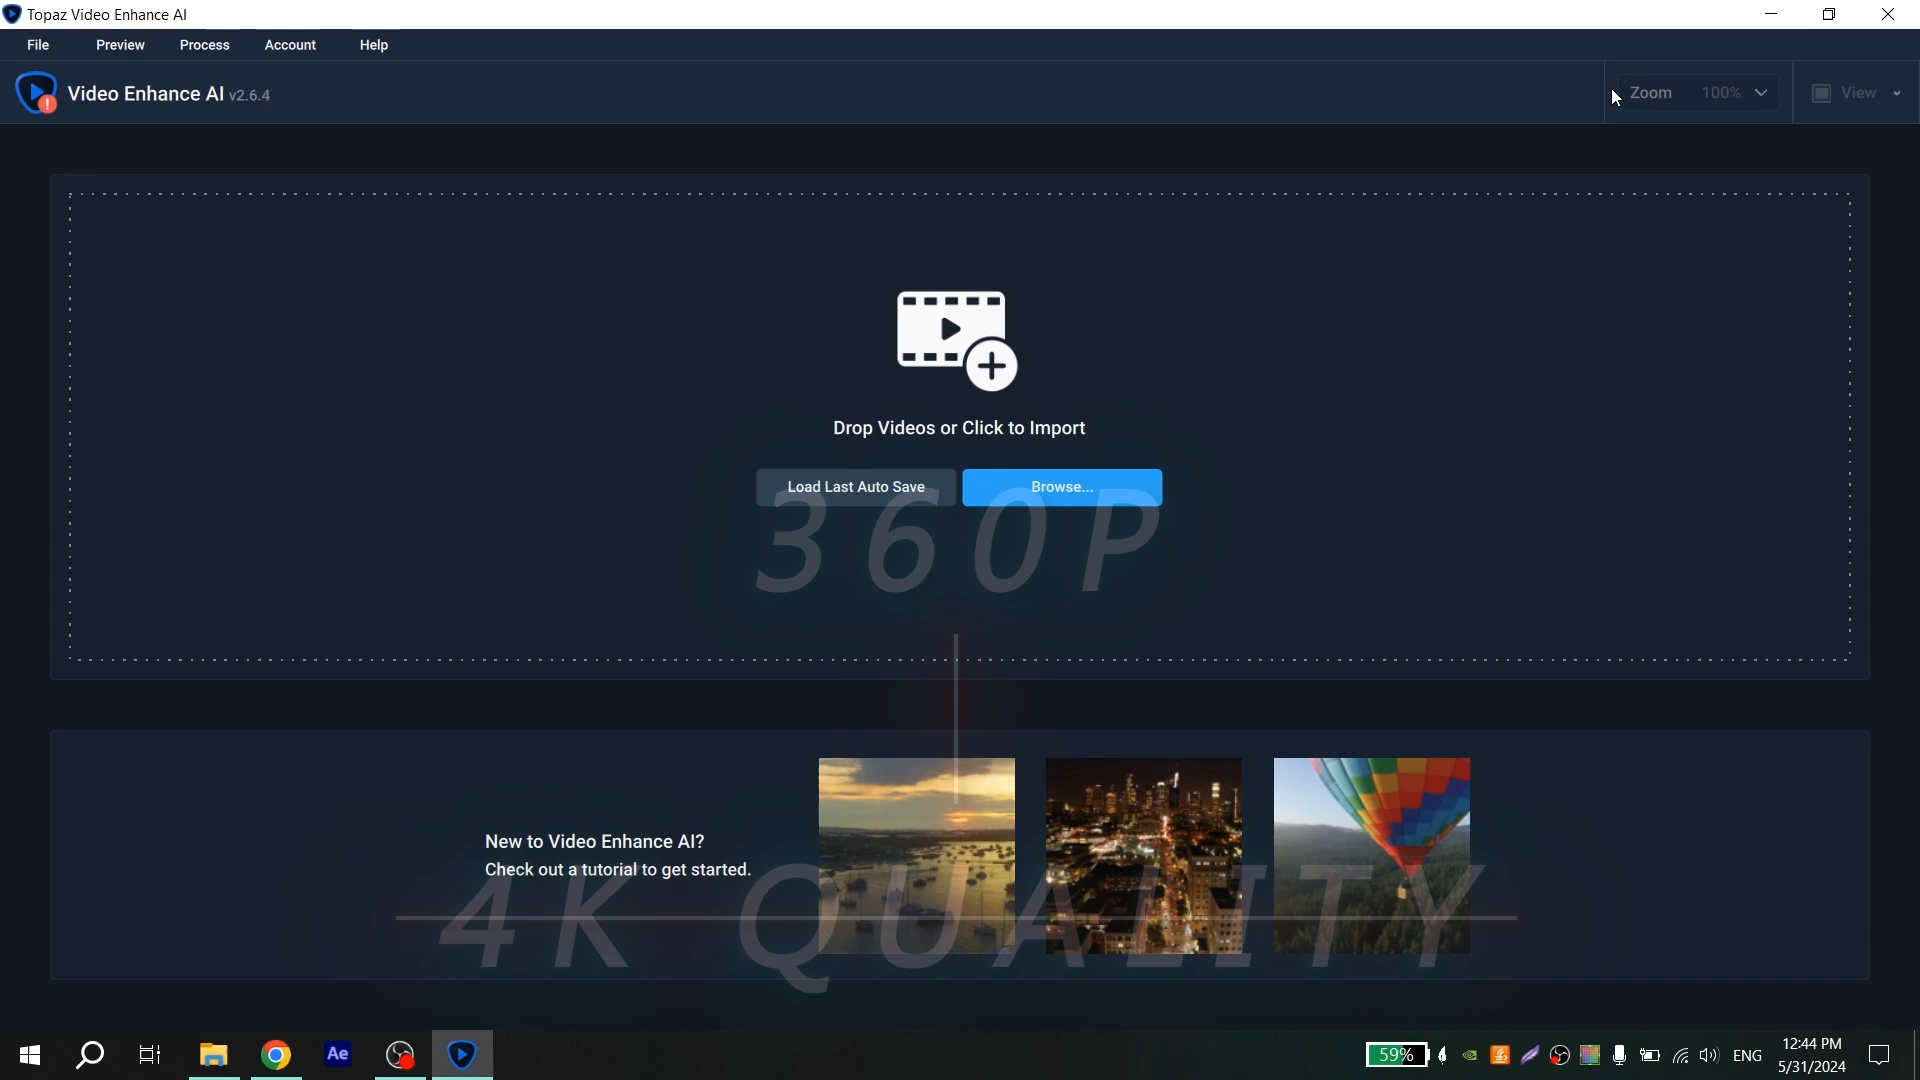 Topaz Video Enhance AI
File Preview Process Account Help
Video Enhance AI v2.6.4
Zoom 100% View
Drop Videos or Click to Import
Load Last Auto Save Browse...
360P
New to Video Enhance AI?
Check out a tutorial to get started.
4K QUALITY
Ae
59%
ENG
12:44 PM
5/31/2024